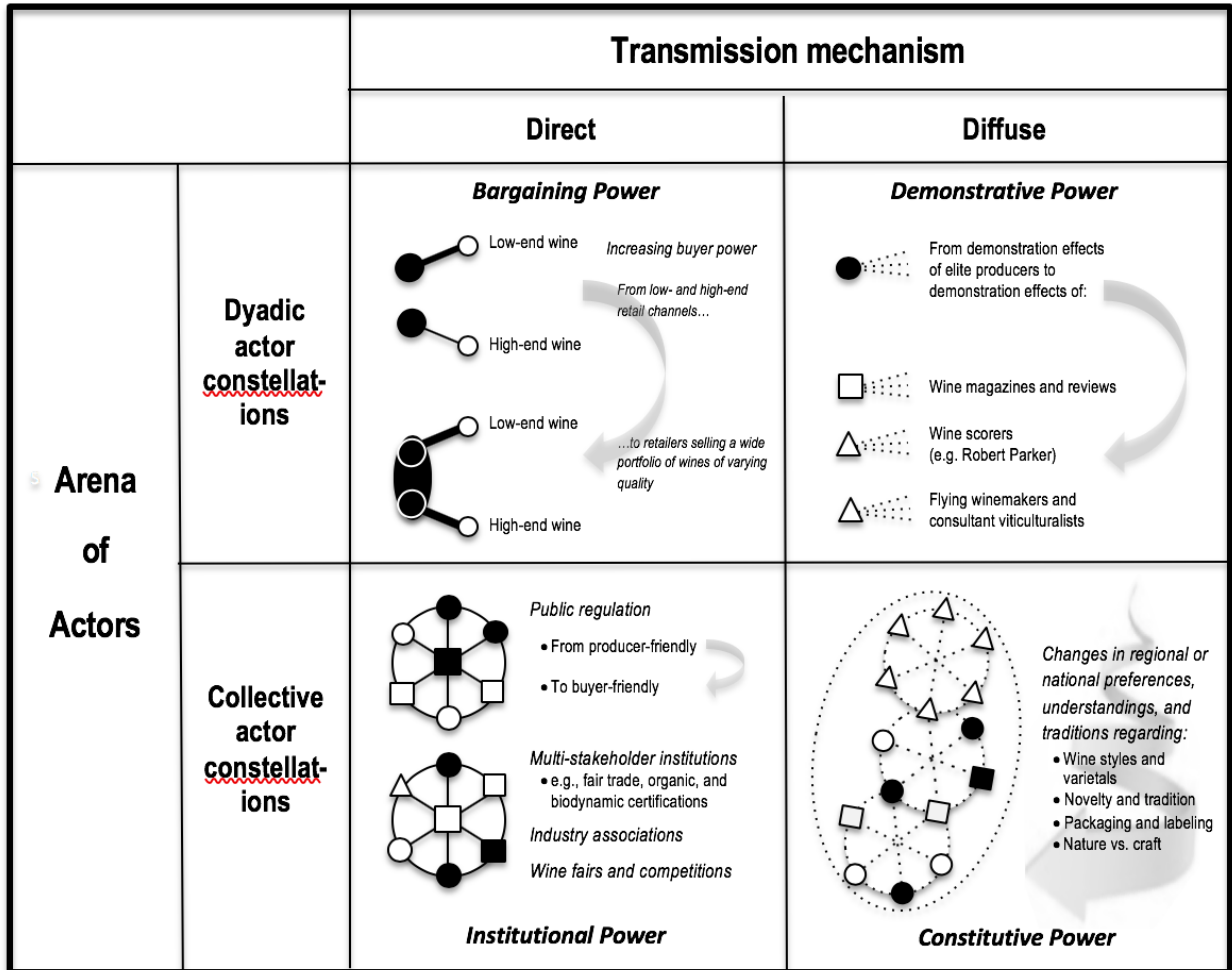 Transmission mechanism
Direct
Diffuse
Arena
of
Actors
Dyadic
actor
constellat-
ions
Bargaining Power
Low-end wine
Increasing buyer power
From low- and high-end
retail channels…
High-end wine
Low-end wine
…to retailers selling a wide
portfolio of wines of varying
quality
High-end wine
Demonstrative Power
From demonstration effects
of elite producers to
demonstration effects of:
Wine magazines and reviews
Wine scorers
(e.g. Robert Parker)
Flying winemakers and
consultant viticulturalists
Collective
actor
constellat-
ions
Public regulation
• From producer-friendly
• To buyer-friendly
Multi-stakeholder institutions
• e.g., fair trade, organic, and
biodynamic certifications
Industry associations
Wine fairs and competitions
Institutional Power
Changes in regional or
national preferences,
understandings, and
traditions regarding:
• Wine styles and
varietals
• Novelty and tradition
• Packaging and labeling
• Nature vs. craft
Constitutive Power